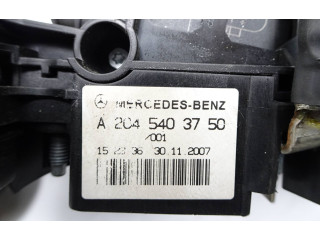 MERCEDES-BENZ
A 204 540 37 50
/001
15 23 36 30.11.2007